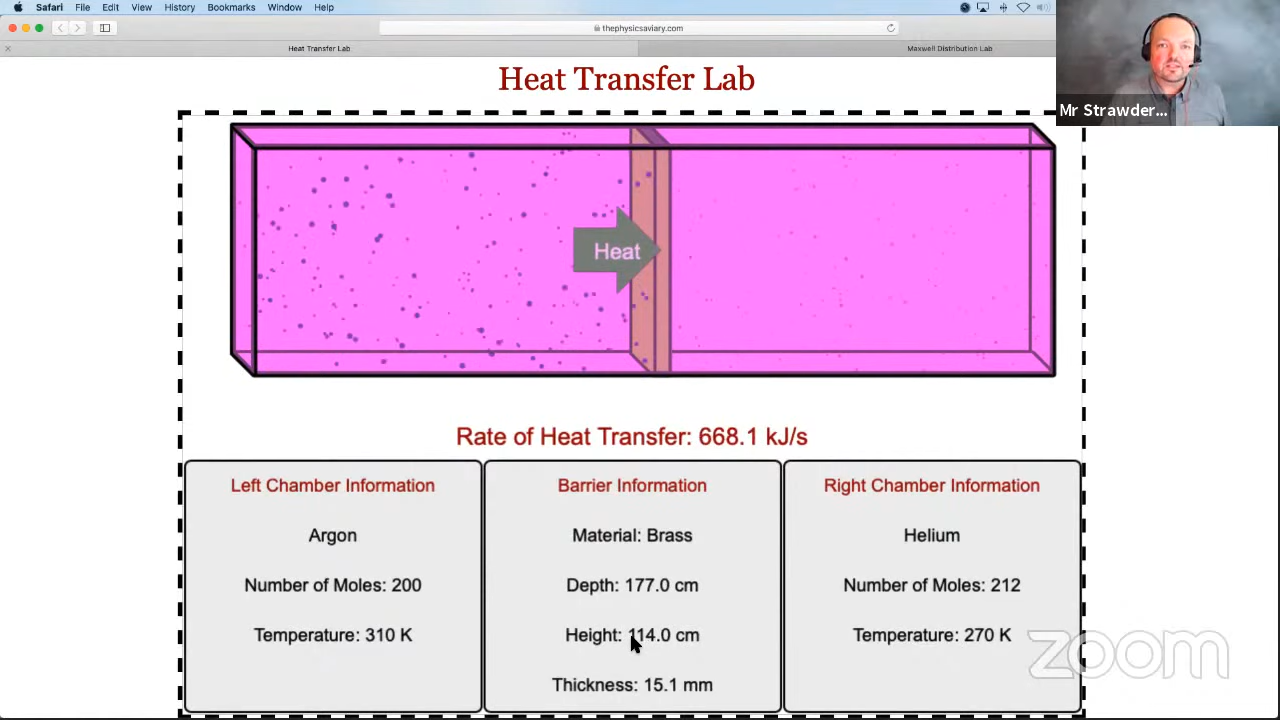 Safari File Edit View History Bookmarks Window Help
thephysicsaviary.com
Heat Transfer Lab
Maxwell Distribution Lab
Mr Strawder...
Heat Transfer Lab
Heat
Rate of Heat Transfer: 668.1 kJ/s
Left Chamber Information
Argon
Number of Moles: 200
Temperature: 310 K
Barrier Information
Material: Brass
Depth: 177.0 cm
Height: 114.0 cm
Thickness: 15.1 mm
Right Chamber Information
Helium
Number of Moles: 212
Temperature: 270 K
zoom